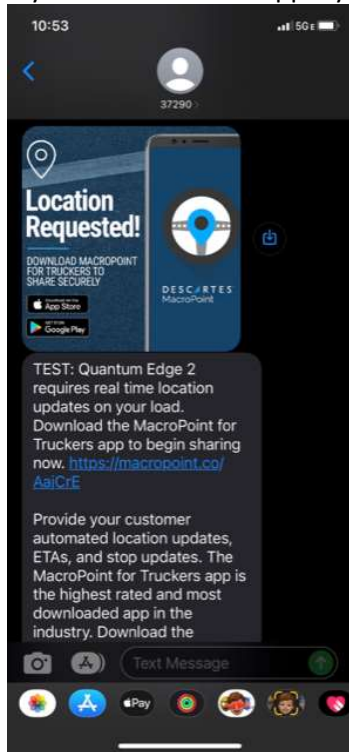 10:53
5G E
37290 >
Location
Requested!
DOWNLOAD MACROPOINT
FOR TRUCKERS TO
SHARE SECURELY
App Store
Google Play
DESCARTES
MacroPoint
TEST: Quantum Edge 2
requires real time location
updates on your load.
Download the MacroPoint for
Truckers app to begin sharing
now. https://macropoint.co/
AajCrE
Provide your customer
automated location updates,
ETAs, and stop updates. The
MacroPoint for Truckers app is
the highest rated and most
downloaded app in the
industry. Download the
Text Message
Pay